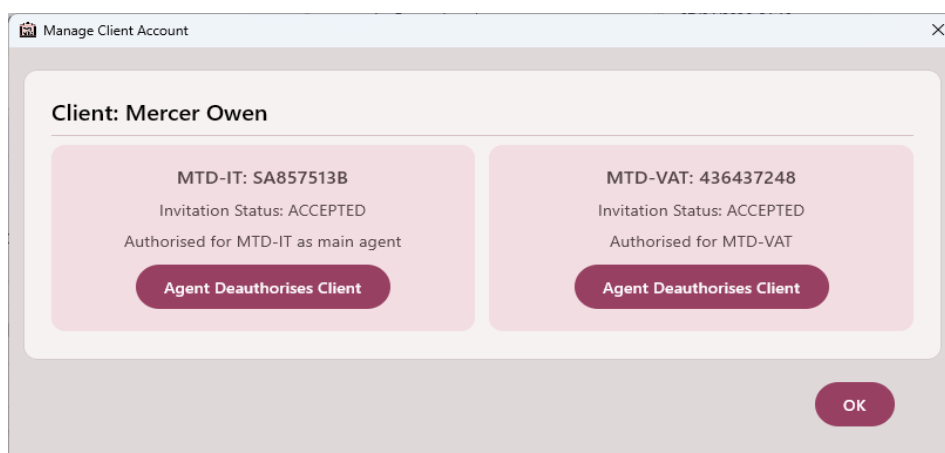 Manage Client Account
Client: Mercer Owen
MTD-IT: SA857513B
Invitation Status: ACCEPTED
Authorised for MTD-IT as main agent
Agent Deauthorises Client
MTD-VAT: 436437248
Invitation Status: ACCEPTED
Authorised for MTD-VAT
Agent Deauthorises Client
OK